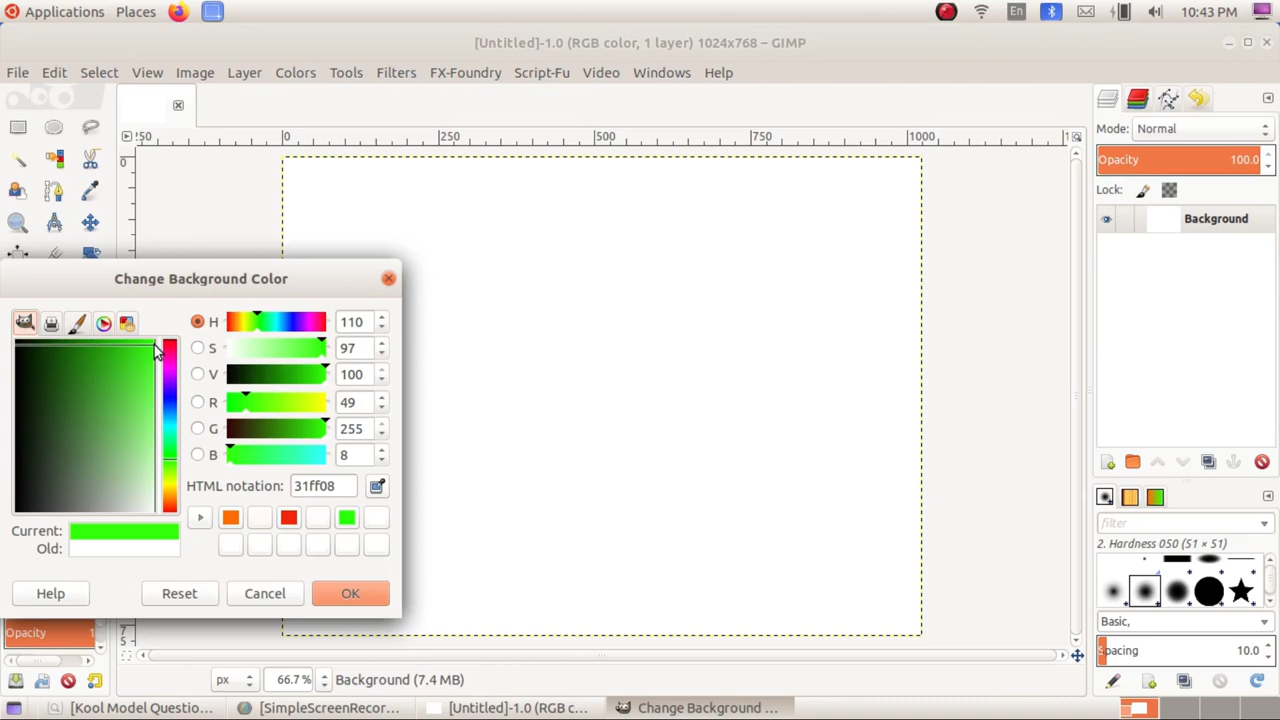 Applications Places En 10:43 PM
[Untitled]-1.0 (RGB color, 1 layer) 1024x768 – GIMP
File Edit Select View Image Layer Colors Tools Filters FX-Foundry Script-Fu Video Windows Help
0 250 500 750 1000
Mode: Normal
Opacity 100.0
Lock:
Background
Change Background Color
H 110
S 97
V 100
R 49
G 255
B 8
HTML notation: 31ff08
Current:
Old:
Help Reset Cancel OK
filter
2. Hardness 050 (51 × 51)
Basic,
Spacing 10.0
Opacity 1
px 66.7 % Background (7.4 MB)
[Kool Model Questio... [SimpleScreenRecor... [Untitled]-1.0 (RGB c... Change Background ...